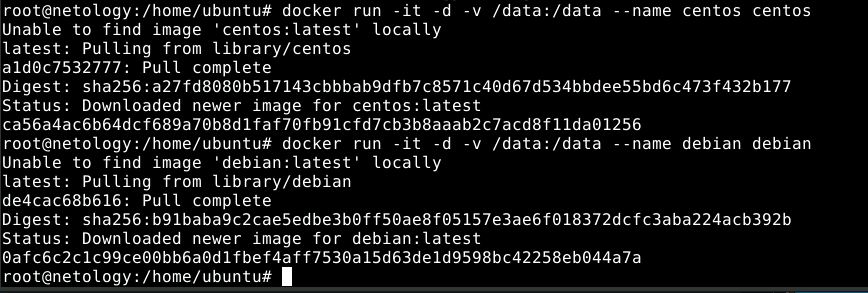 root@netology:/home/ubuntu# docker run -it -d -v /data:/data --name centos centos
Unable to find image 'centos:latest' locally
latest: Pulling from library/centos
a1d0c7532777: Pull complete
Digest: sha256:a27fd8080b517143cbbbab9dfb7c8571c40d67d534bbdee55bd6c473f432b177
Status: Downloaded newer image for centos:latest
ca56a4ac6b64dcf689a70b8d1faf70fb91cfd7cb3b8aaab2c7acd8f11da01256
root@netology:/home/ubuntu# docker run -it -d -v /data:/data --name debian debian
Unable to find image 'debian:latest' locally
latest: Pulling from library/debian
de4cac68b616: Pull complete
Digest: sha256:b91baba9c2cae5edbe3b0ff50ae8f05157e3ae6f018372dcfc3aba224acb392b
Status: Downloaded newer image for debian:latest
0afc6c2c1c99ce00bb6a0d1fbef4aff7530a15d63de1d9598bc42258eb044a7a
root@netology:/home/ubuntu#